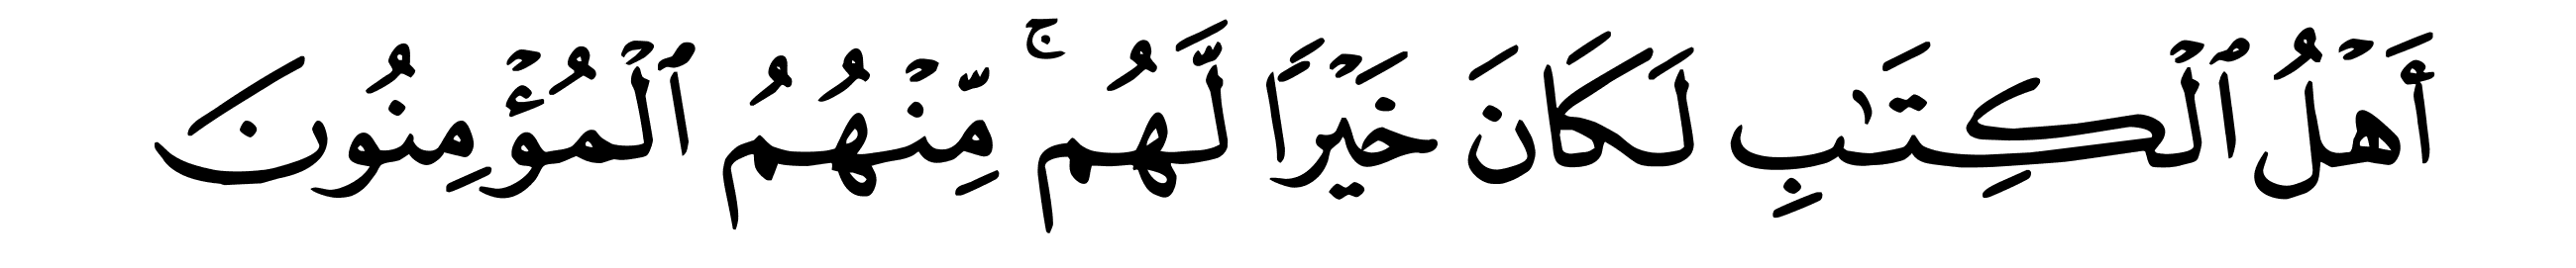 أَهْلُ ٱلْكِتَٰبِ لَكَانَ خَيْرًا لَّهُم ۚ مِّنْهُمُ ٱلْمُؤْمِنُونَ